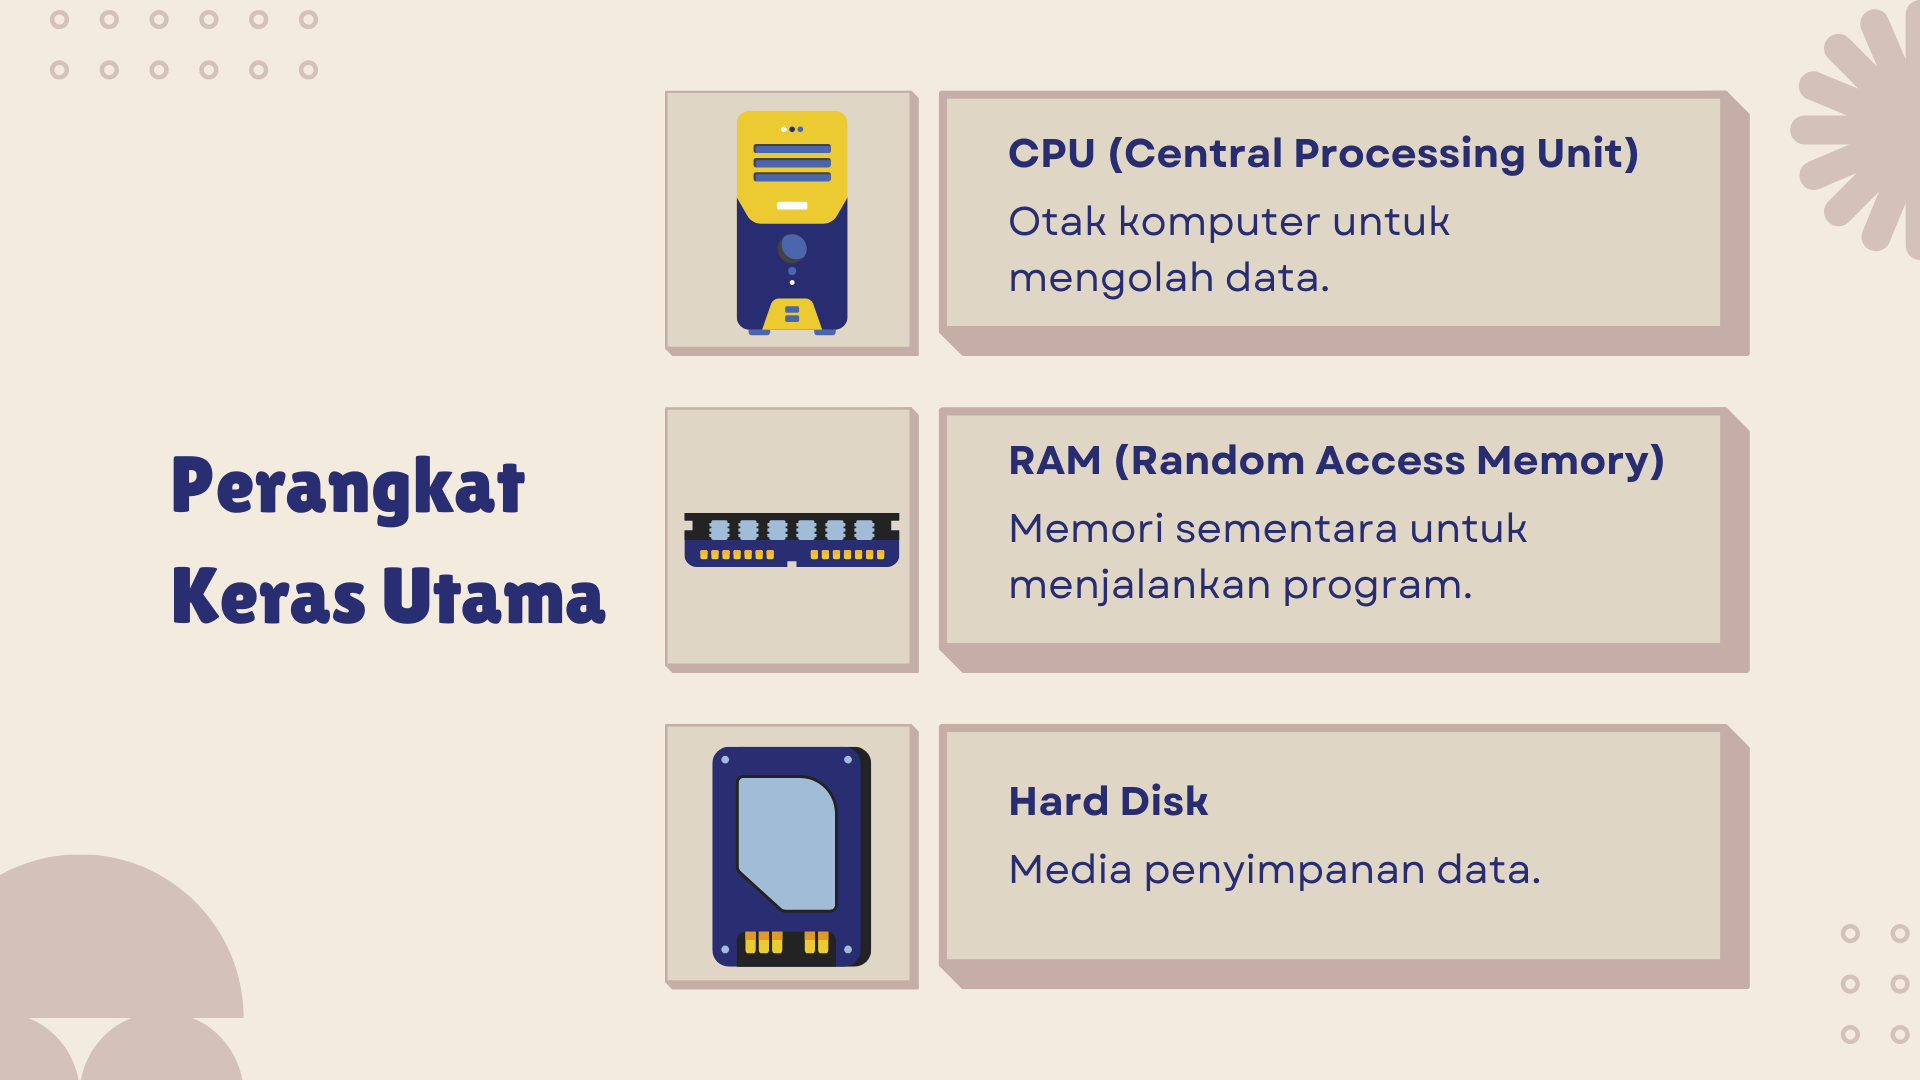 Perangkat
Keras Utama
CPU (Central Processing Unit)
Otak komputer untuk
mengolah data.
RAM (Random Access Memory)
Memori sementara untuk
menjalankan program.
Hard Disk
Media penyimpanan data.